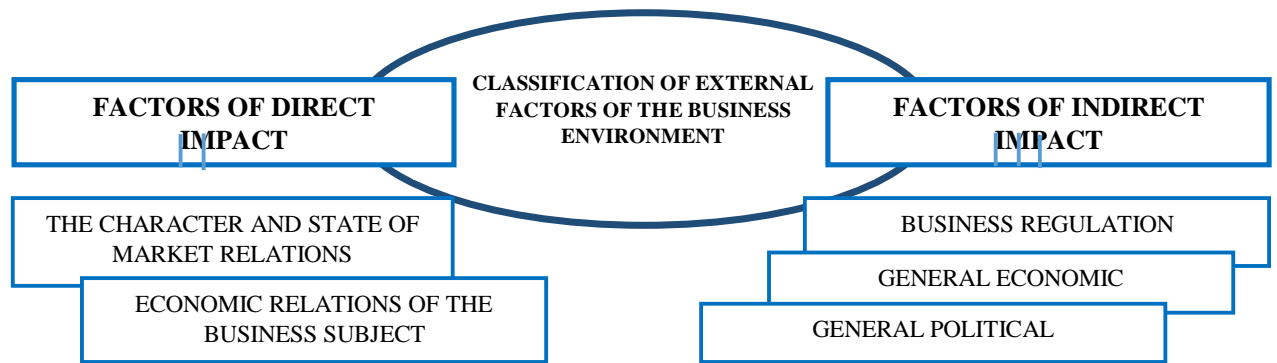 CLASSIFICATION OF EXTERNAL
FACTORS OF THE BUSINESS
ENVIRONMENT
FACTORS OF DIRECT
IMPACT
THE CHARACTER AND STATE OF
MARKET RELATIONS
ECONOMIC RELATIONS OF THE
BUSINESS SUBJECT
FACTORS OF INDIRECT
IMPACT
BUSINESS REGULATION
GENERAL ECONOMIC
GENERAL POLITICAL